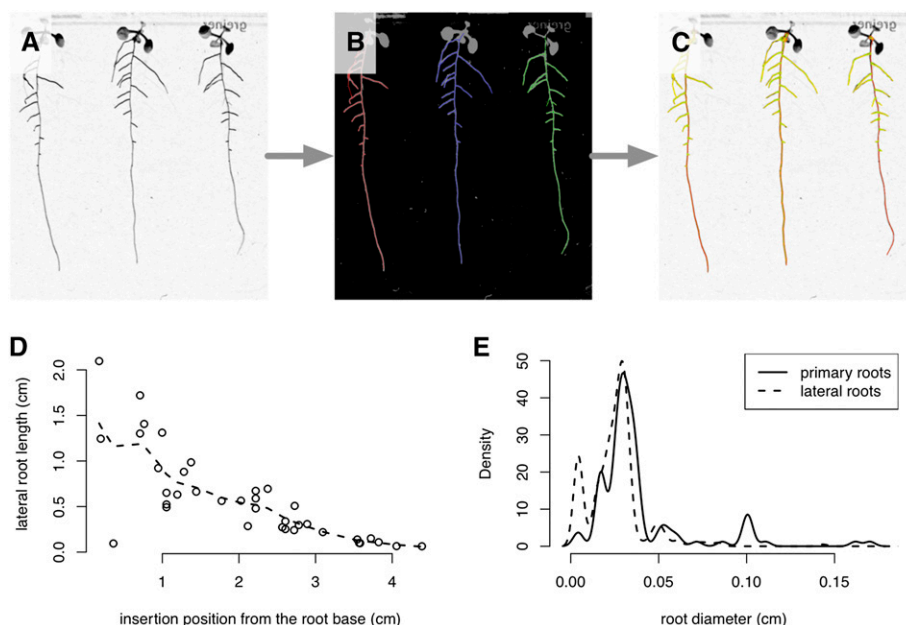 A
B
C
greiner
greiner
D
lateral root length (cm)
2.0
1.5
1.0
0.5
0.0
1 2 3 4
insertion position from the root base (cm)
E
Density
50
40
30
20
10
0
primary roots
lateral roots
0.00 0.05 0.10 0.15
root diameter (cm)